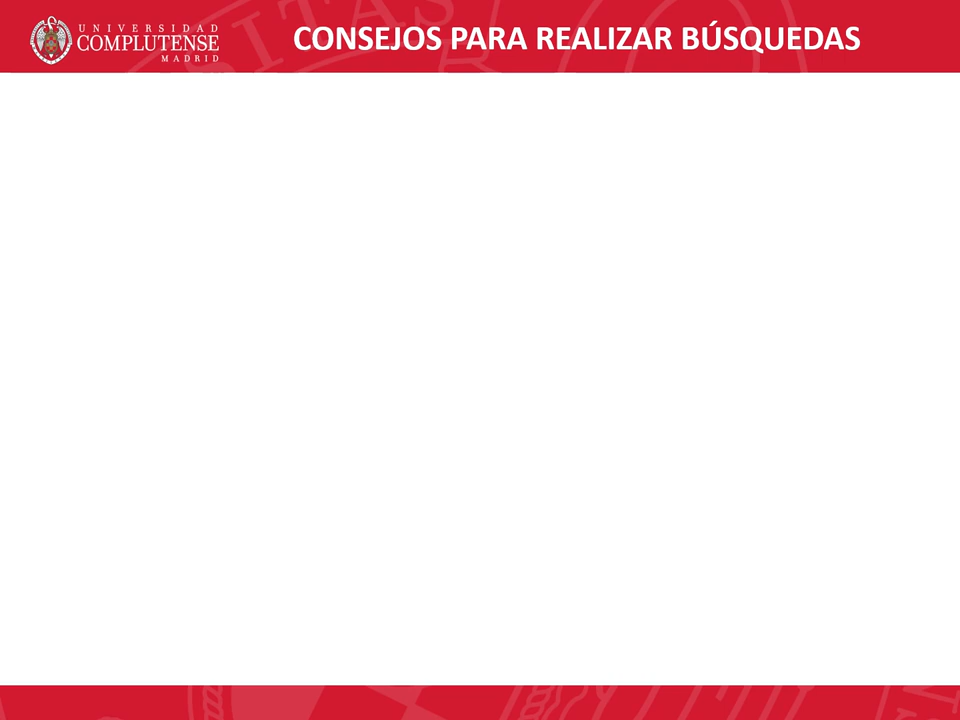 UNIVERSIDAD
COMPLUTENSE
MADRID
CONSEJOS PARA REALIZAR BÚSQUEDAS